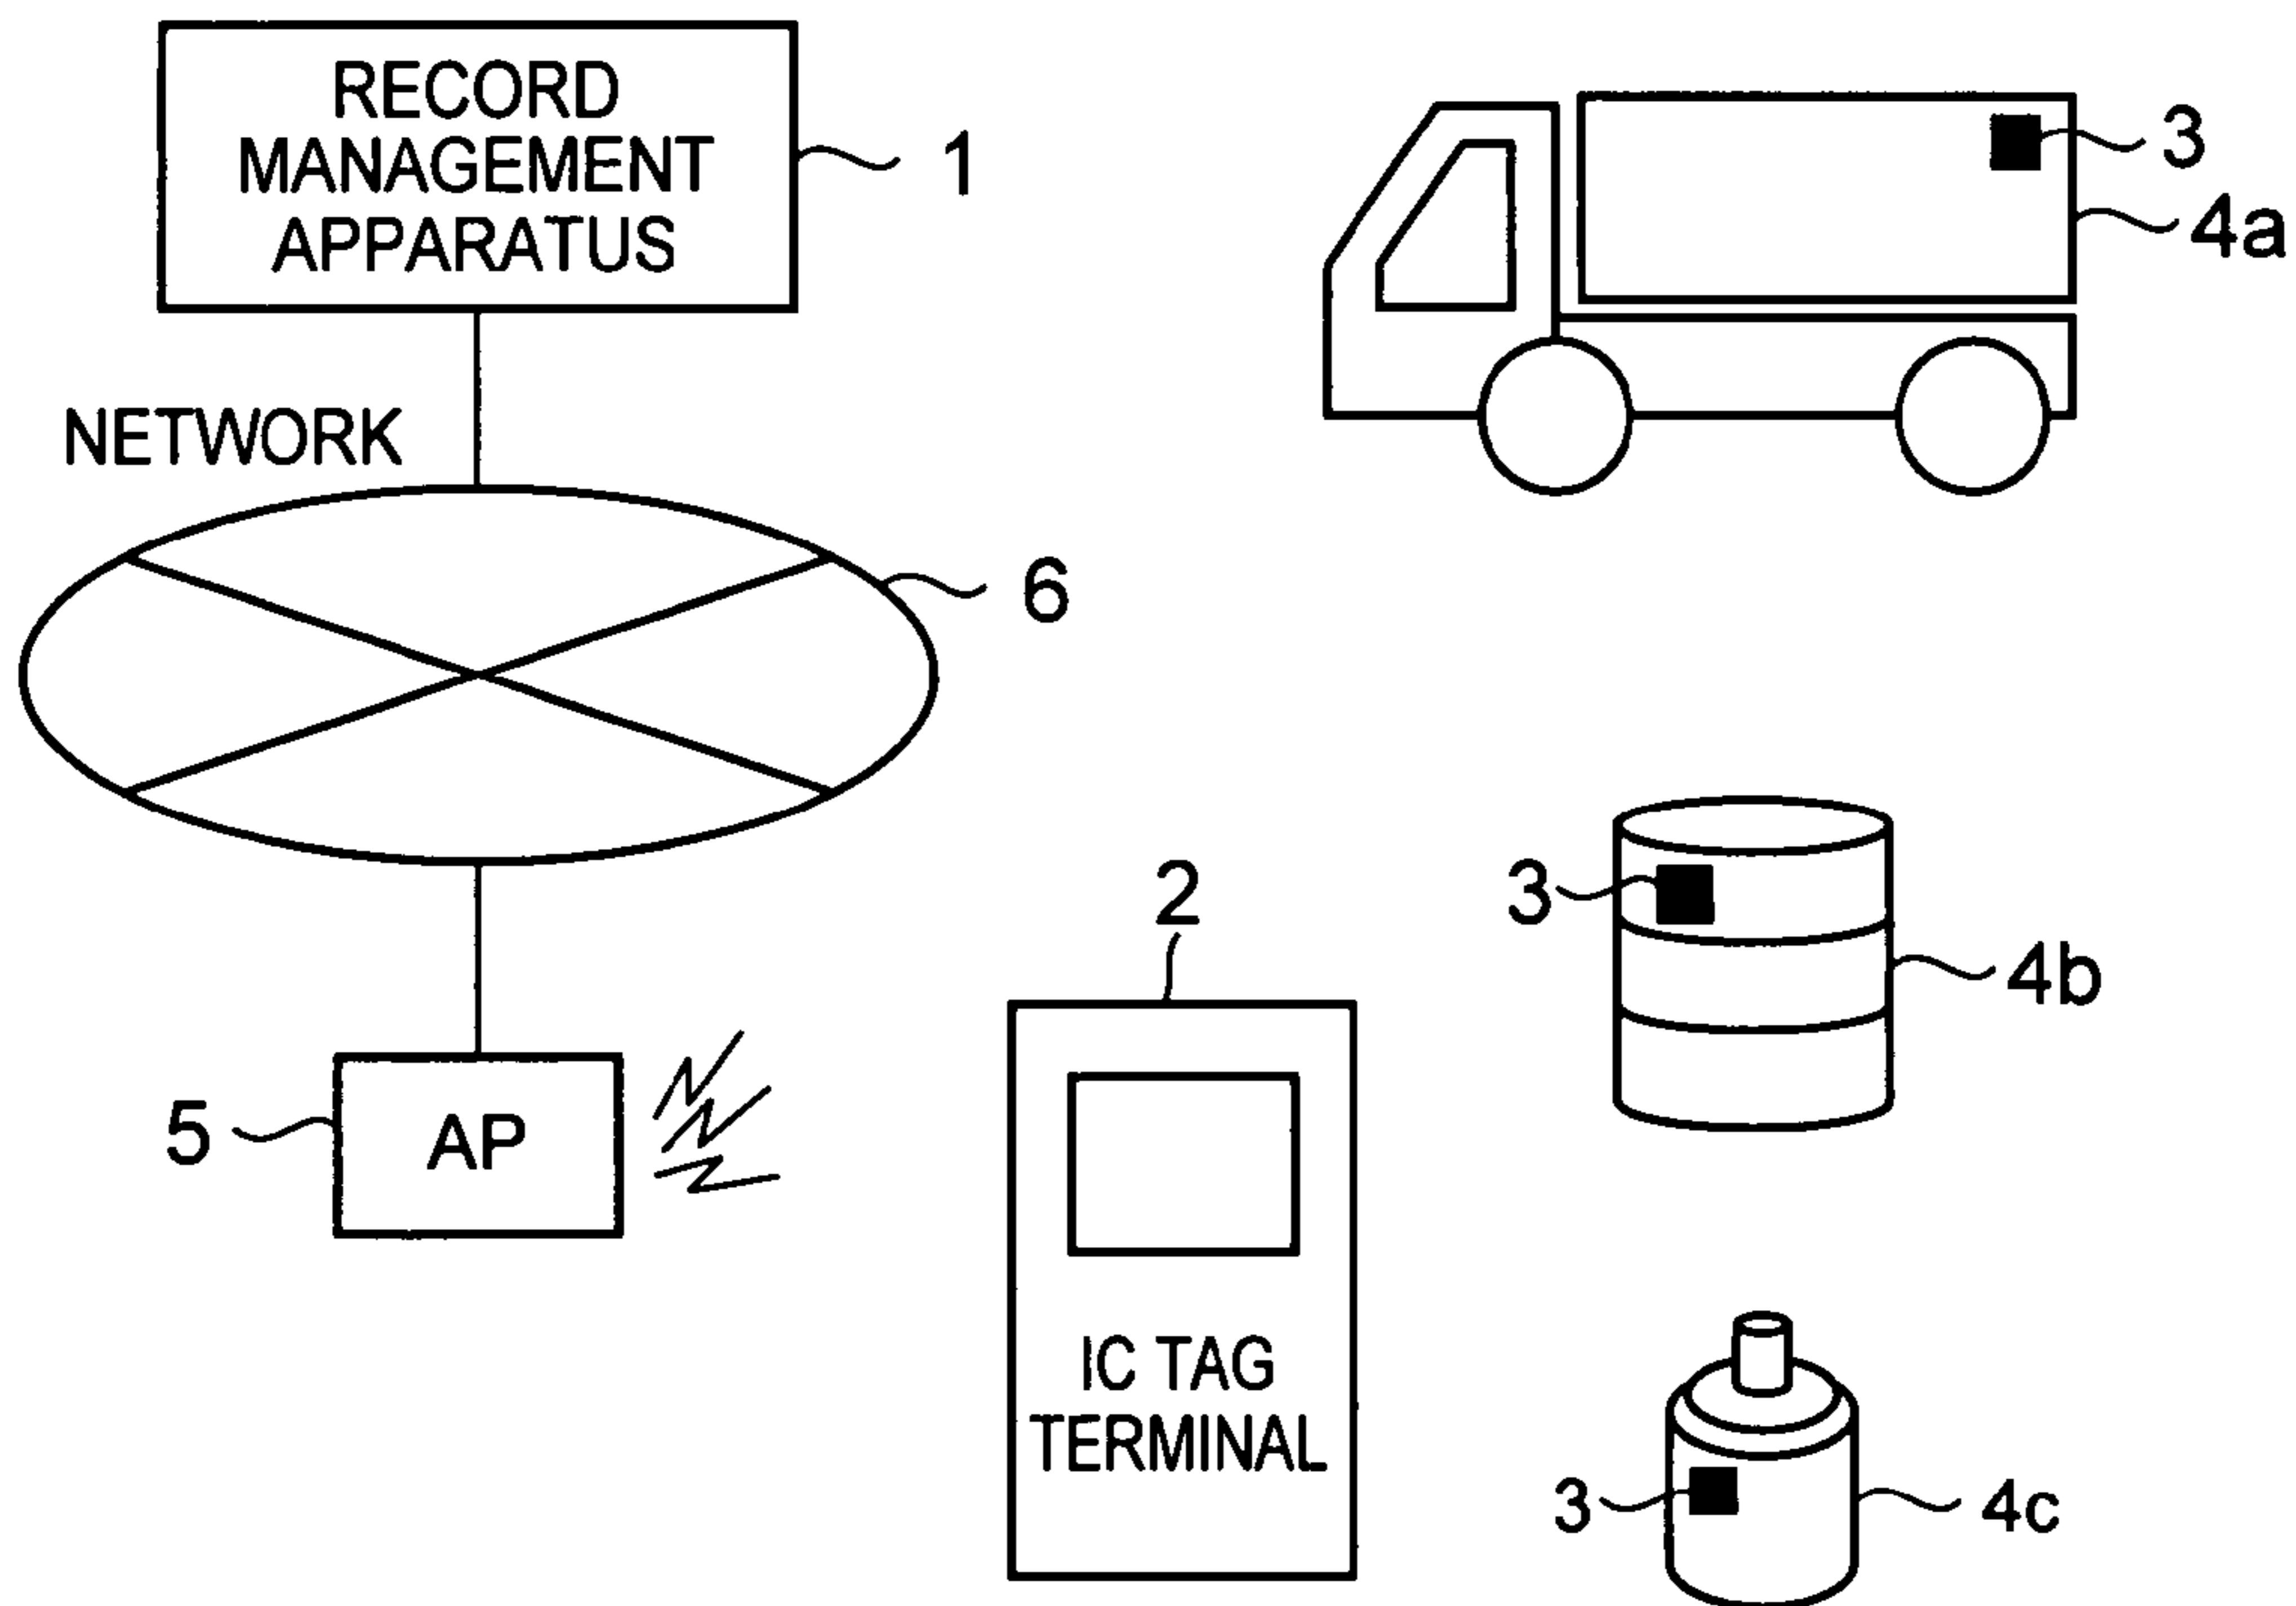 RECORD
MANAGEMENT
APPARATUS
1
3
4a
NETWORK
6
2
3
4b
5
AP
IC TAG
TERMINAL
3
4c